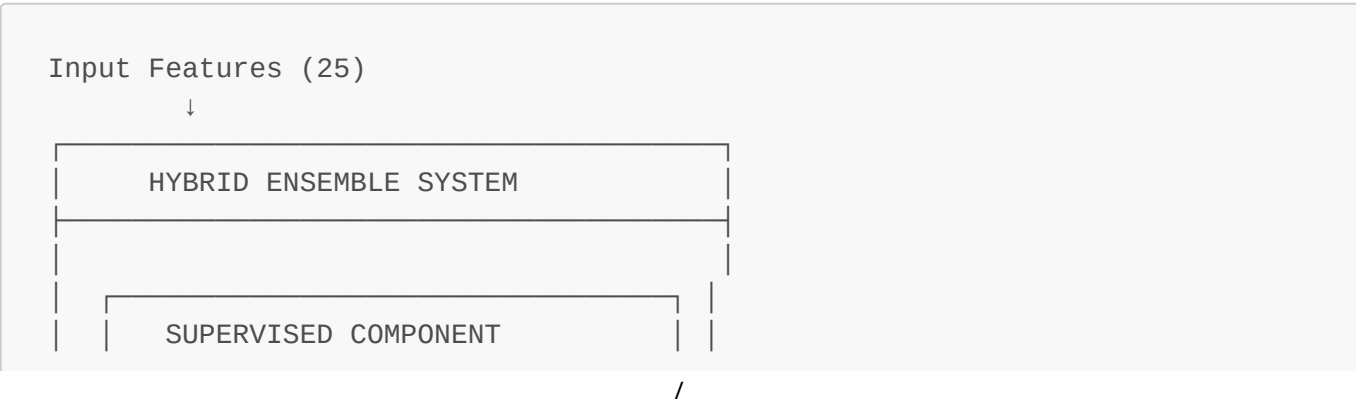 Input Features (25)
↓
HYBRID ENSEMBLE SYSTEM
SUPERVISED COMPONENT
/